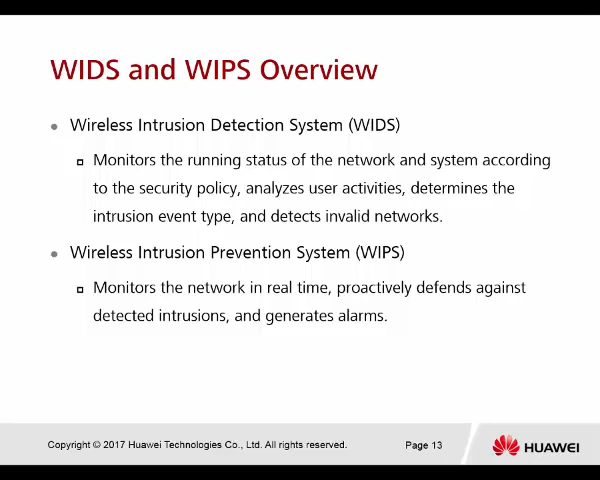 WIDS and WIPS Overview
● Wireless Intrusion Detection System (WIDS)
Monitors the running status of the network and system according
to the security policy, analyzes user activities, determines the
intrusion event type, and detects invalid networks.
● Wireless Intrusion Prevention System (WIPS)
Monitors the network in real time, proactively defends against
detected intrusions, and generates alarms.
Copyright © 2017 Huawei Technologies Co., Ltd. All rights reserved.
Page 13
HUAWEI